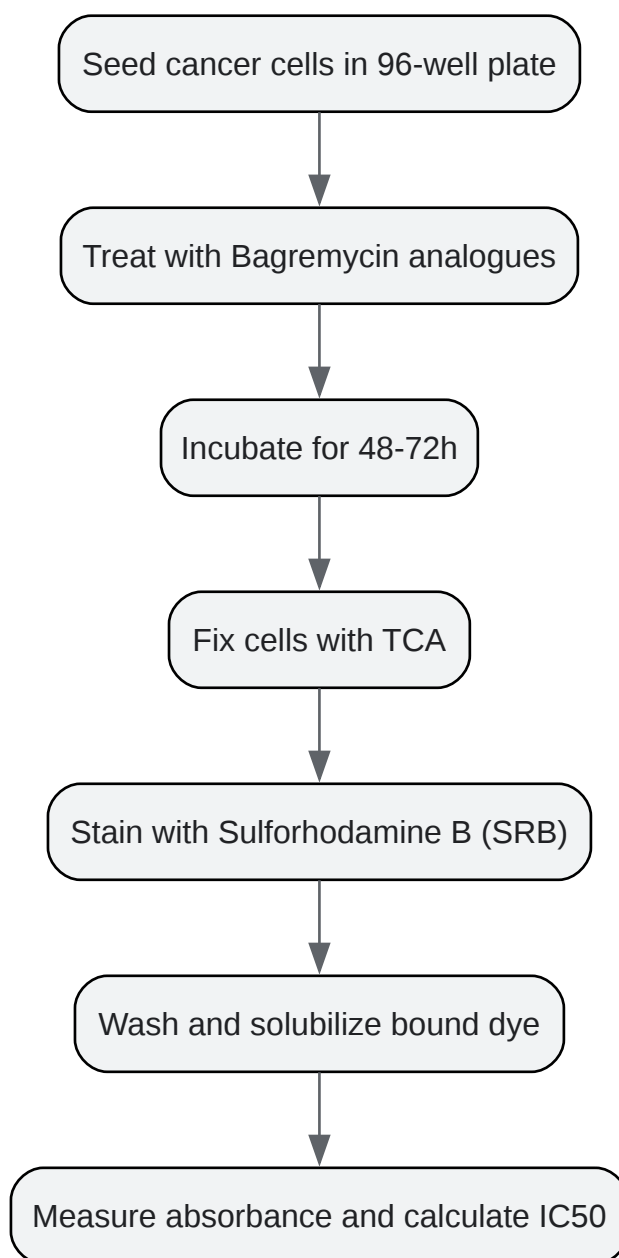 Seed cancer cells in 96-well plate
Treat with Bagremycin analogues
Incubate for 48-72h
Fix cells with TCA
Stain with Sulforhodamine B (SRB)
Wash and solubilize bound dye
Measure absorbance and calculate IC50